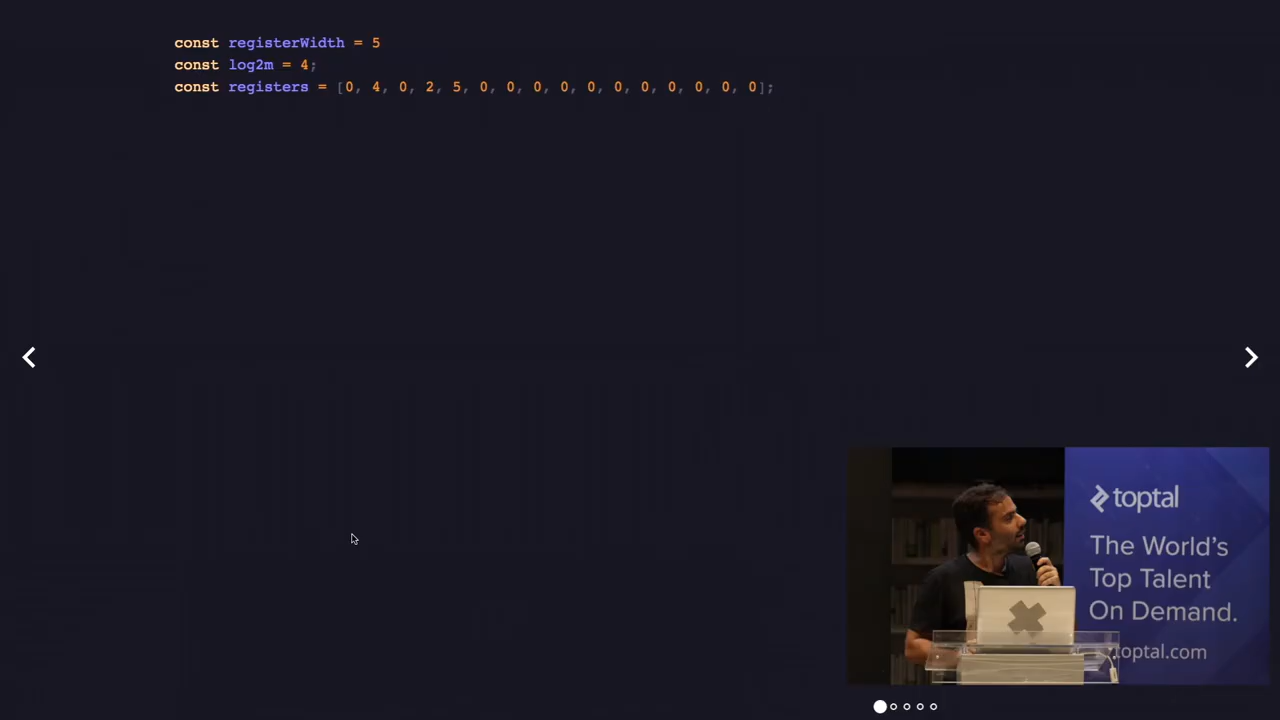 const registerWidth = 5
const log2m = 4;
const registers = [0, 4, 0, 2, 5, 0, 0, 0, 0, 0, 0, 0, 0, 0, 0, 0];
toptal
The World's
Top Talent
On Demand.
toptal.com